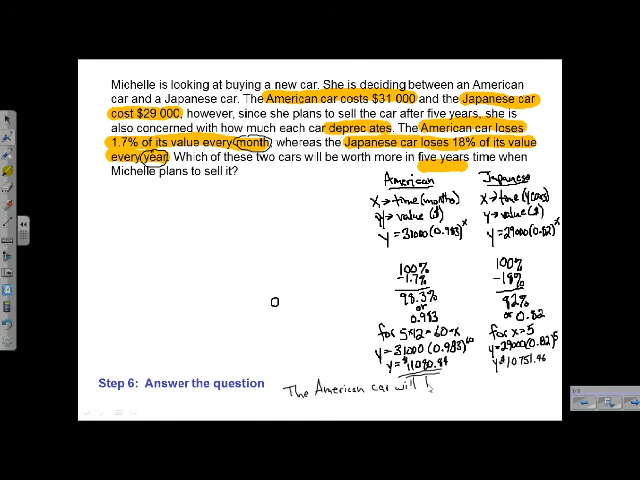 Michelle is looking at buying a new car. She is deciding between an American
car and a Japanese car. The American car costs $31 000 and the Japanese car
cost $29 000, however, since she plans to sell the car after five years, she is
also concerned with how much each car depreciates. The American car loses
1.7% of its value every month, whereas the Japanese car loses 18% of its value
every year. Which of these two cars will be worth more in five years time when
Michelle plans to sell it?
American
x→time (months)
y→value ($)
y = 31000(0.983)^x
100%
-1.7%
98.3%
or
0.983
for 5×12=60=x
y=31000(0.983)^60
y=$11080.84
Japanese
x→time (years)
y→value ($)
y=29000(0.82)^x
100%
-18%
82%
or 0.82
for x=5
y=29000(0.82)^5
y=$10751.46
Step 6: Answer the question
The American car will